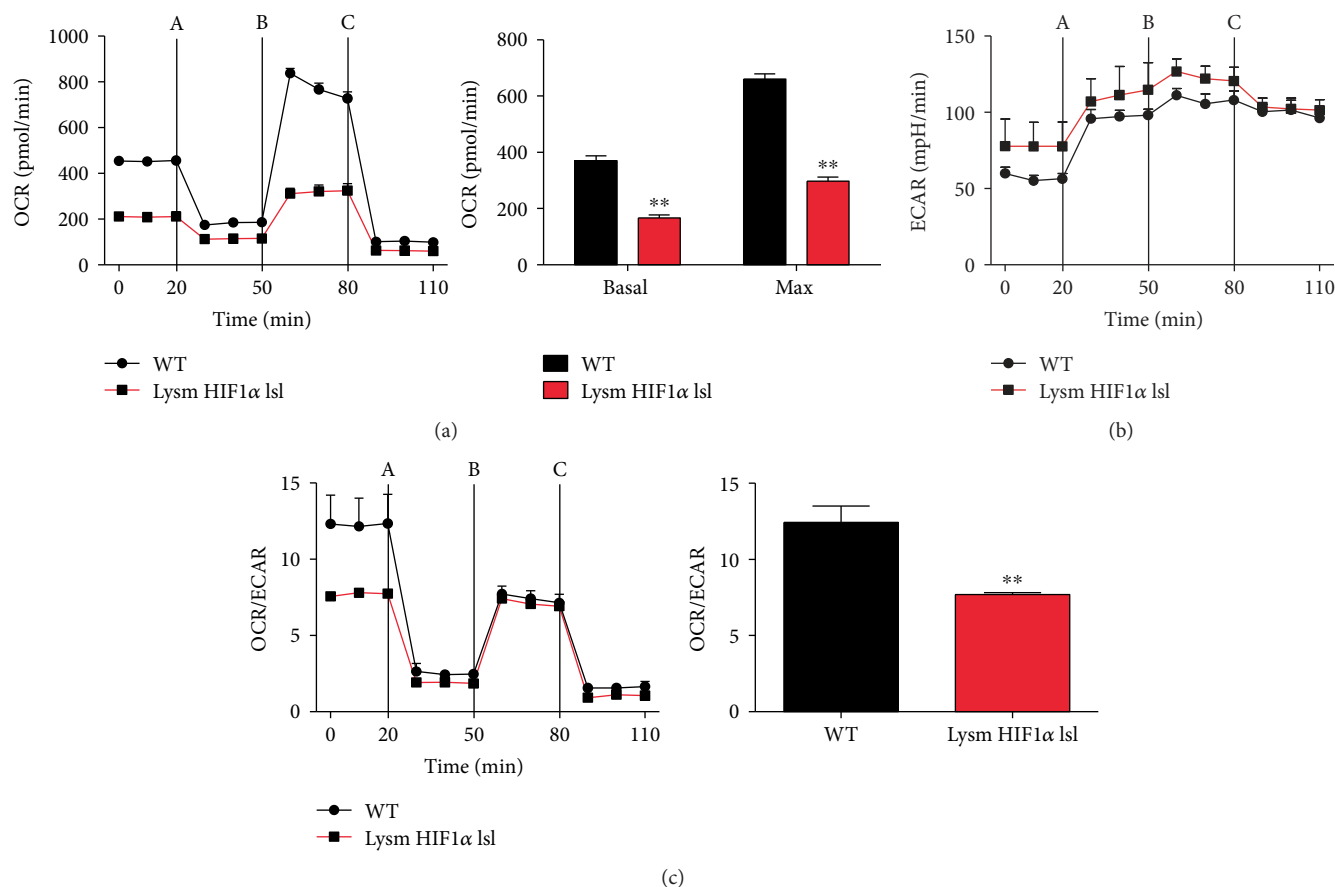 A B C
1000
800
600
400
200
0
OCR (pmol/min)
0 20 50 80 110
Time (min)
WT
Lysm HIF1α lsl
800
600
400
200
0
OCR (pmol/min)
** **
Basal Max
WT
Lysm HIF1α lsl
(a)
A B C
150
100
50
0
ECAR (mpH/min)
0 20 50 80 110
Time (min)
WT
Lysm HIF1α lsl
(b)
A B C
15
10
5
0
OCR/ECAR
0 20 50 80 110
Time (min)
WT
Lysm HIF1α lsl
15
10
5
0
OCR/ECAR
**
WT Lysm HIF1α lsl
(c)